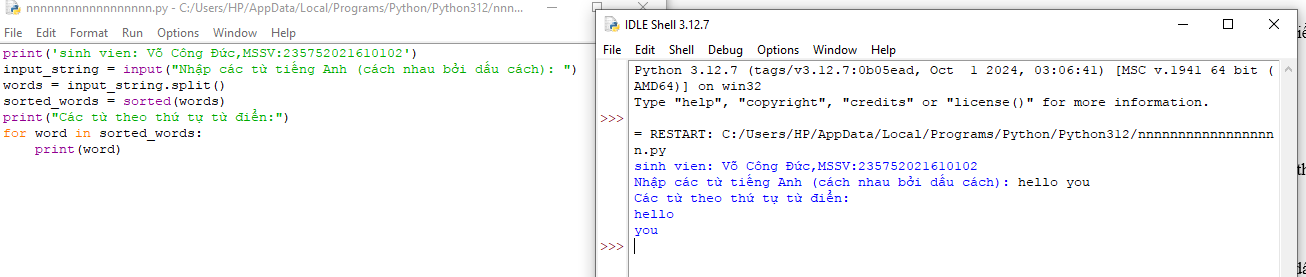 nnnnnnnnnnnnnnnnnn.py - C:/Users/HP/AppData/Local/Programs/Python/Python312/nnn...
File Edit Format Run Options Window Help
print('sinh vien: Võ Công Đức,MSSV:235752021610102')
input_string = input("Nhập các từ tiếng Anh (cách nhau bởi dấu cách): ")
words = input_string.split()
sorted_words = sorted(words)
print("Các từ theo thứ tự từ điển:")
for word in sorted_words:
    print(word)
IDLE Shell 3.12.7
File Edit Shell Debug Options Window Help
Python 3.12.7 (tags/v3.12.7:0b05ead, Oct  1 2024, 03:06:41) [MSC v.1941 64 bit (
AMD64)] on win32
Type "help", "copyright", "credits" or "license()" for more information.
>>>
= RESTART: C:/Users/HP/AppData/Local/Programs/Python/Python312/nnnnnnnnnnnnnnnnn
n.py
sinh vien: Võ Công Đức,MSSV:235752021610102
Nhập các từ tiếng Anh (cách nhau bởi dấu cách): hello you
Các từ theo thứ tự từ điển:
hello
you
>>>